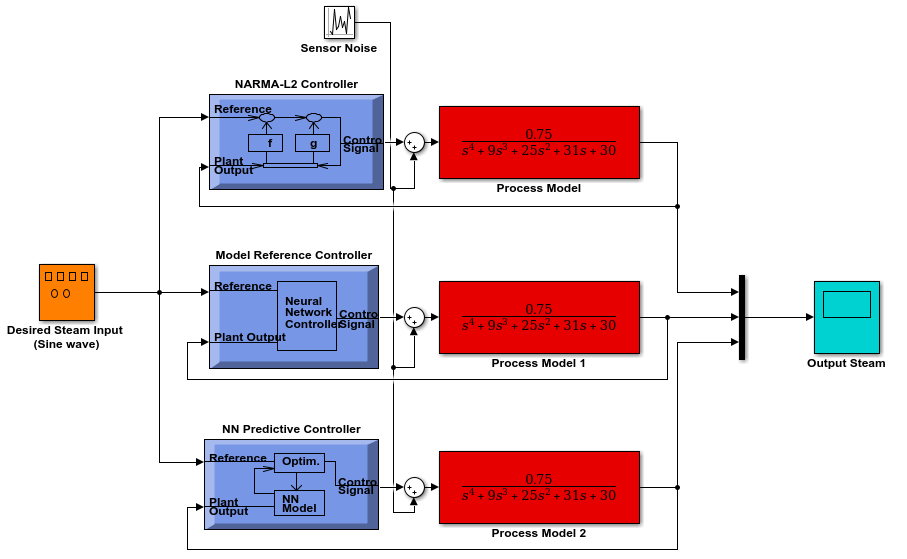 Sensor Noise
NARMA-L2 Controller
Reference
f
g
Contro
Signal
Plant
Output
0.75
s⁴ + 9s³ + 25s² + 31s + 30
Process Model
Model Reference Controller
Reference
Neural
Network
Controller
Contro
Signal
Plant Output
0.75
s⁴ + 9s³ + 25s² + 31s + 30
Process Model 1
Desired Steam Input
(Sine wave)
Output Steam
NN Predictive Controller
Reference
Optim.
NN
Model
Contro
Signal
Plant
Output
0.75
s⁴ + 9s³ + 25s² + 31s + 30
Process Model 2